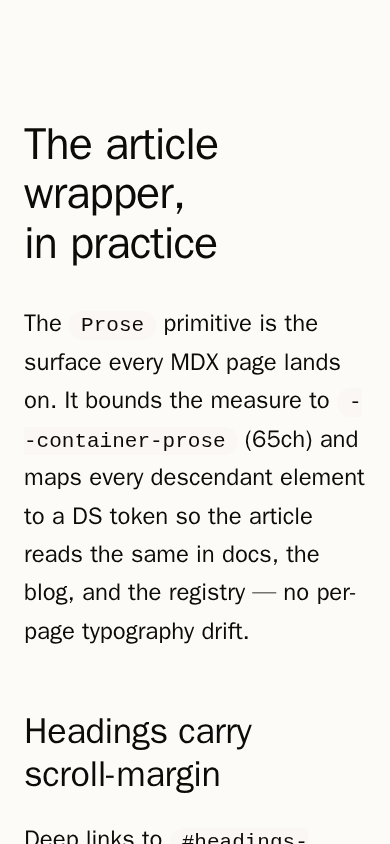 The article
wrapper,
in practice
The Prose primitive is the
surface every MDX page lands
on. It bounds the measure to -
-container-prose (65ch) and
maps every descendant element
to a DS token so the article
reads the same in docs, the
blog, and the registry — no per-
page typography drift.
Headings carry
scroll-margin
Deep links to #headings-